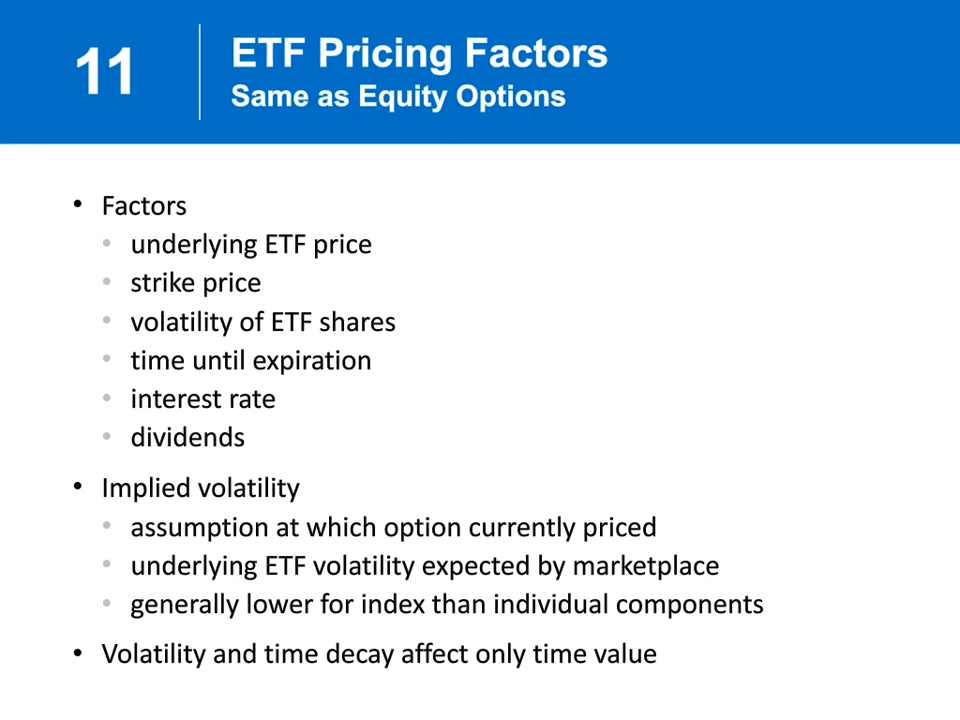 11
ETF Pricing Factors
Same as Equity Options
• Factors
• underlying ETF price
• strike price
• volatility of ETF shares
• time until expiration
• interest rate
• dividends
• Implied volatility
• assumption at which option currently priced
• underlying ETF volatility expected by marketplace
• generally lower for index than individual components
• Volatility and time decay affect only time value